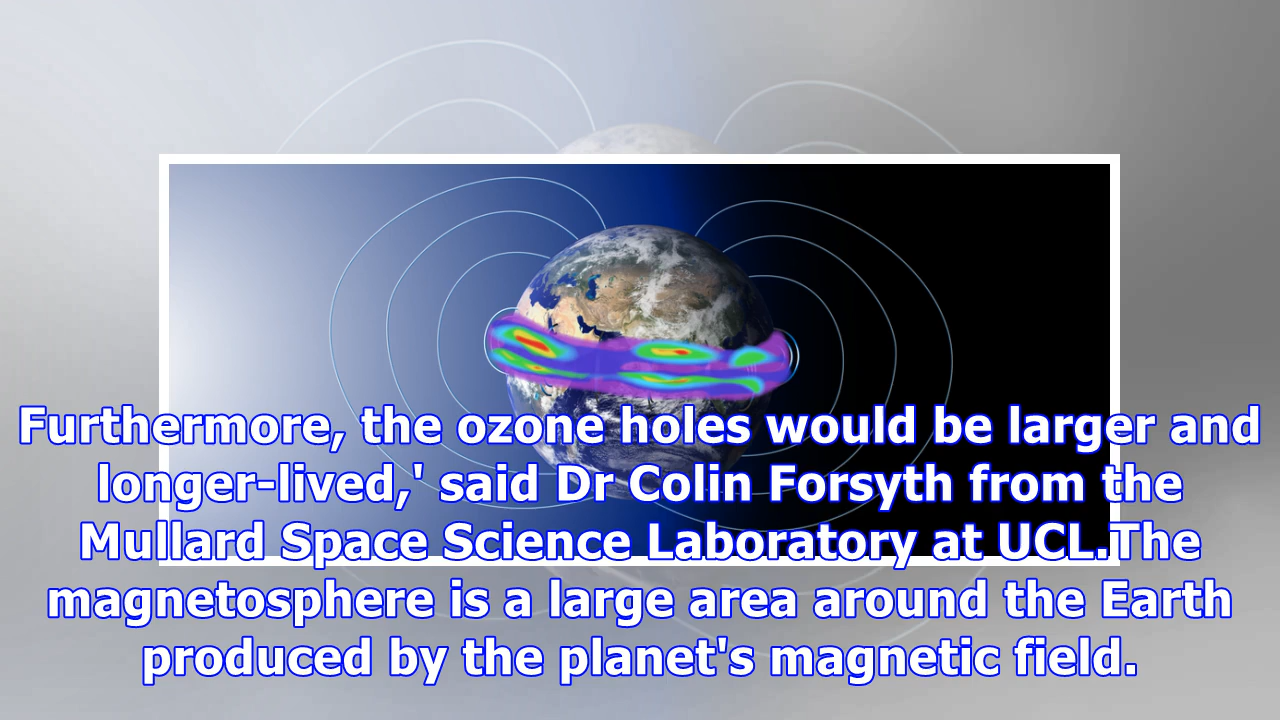 Furthermore, the ozone holes would be larger and
longer-lived,' said Dr Colin Forsyth from the
Mullard Space Science Laboratory at UCL.The
magnetosphere is a large area around the Earth
produced by the planet's magnetic field.